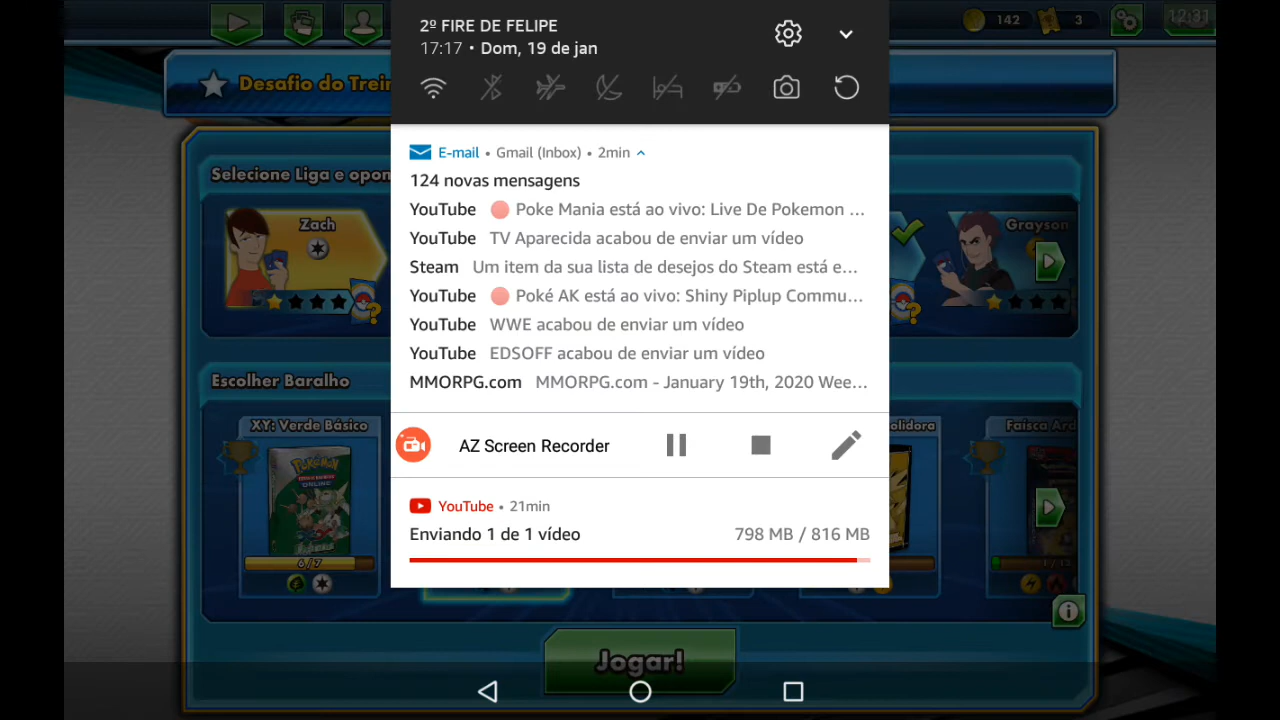 142
3
12:31
2º FIRE DE FELIPE
17:17 • Dom, 19 de jan
Desafio do Trei
E-mail • Gmail (Inbox) • 2min
124 novas mensagens
YouTube Poke Mania está ao vivo: Live De Pokemon ...
YouTube TV Aparecida acabou de enviar um vídeo
Steam Um item da sua lista de desejos do Steam está e...
YouTube Poké AK está ao vivo: Shiny Piplup Commu...
YouTube WWE acabou de enviar um vídeo
YouTube EDSOFF acabou de enviar um vídeo
MMORPG.com MMORPG.com - January 19th, 2020 Wee...
Selecione Liga e opon
Zach
Grayson
AZ Screen Recorder
YouTube • 21min
Enviando 1 de 1 vídeo 798 MB / 816 MB
Escolher Baralho
XY: Verde Básico
olidora
Faísca Ard
POKÉMON
6/7
1/13
Jogar!